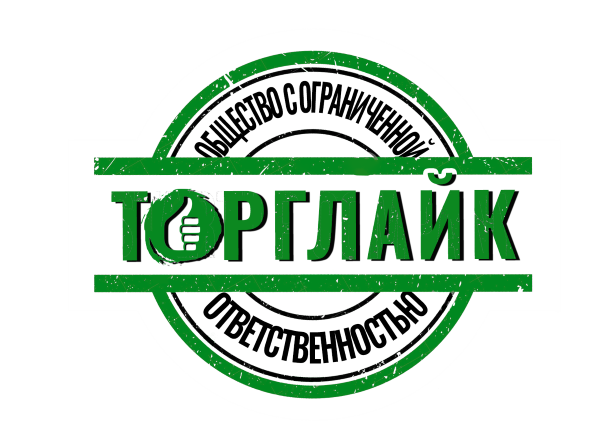 ОБЩЕСТВО С ОГРАНИЧЕННОЙ
ТОРГЛАЙК
ОТВЕТСТВЕННОСТЬЮ